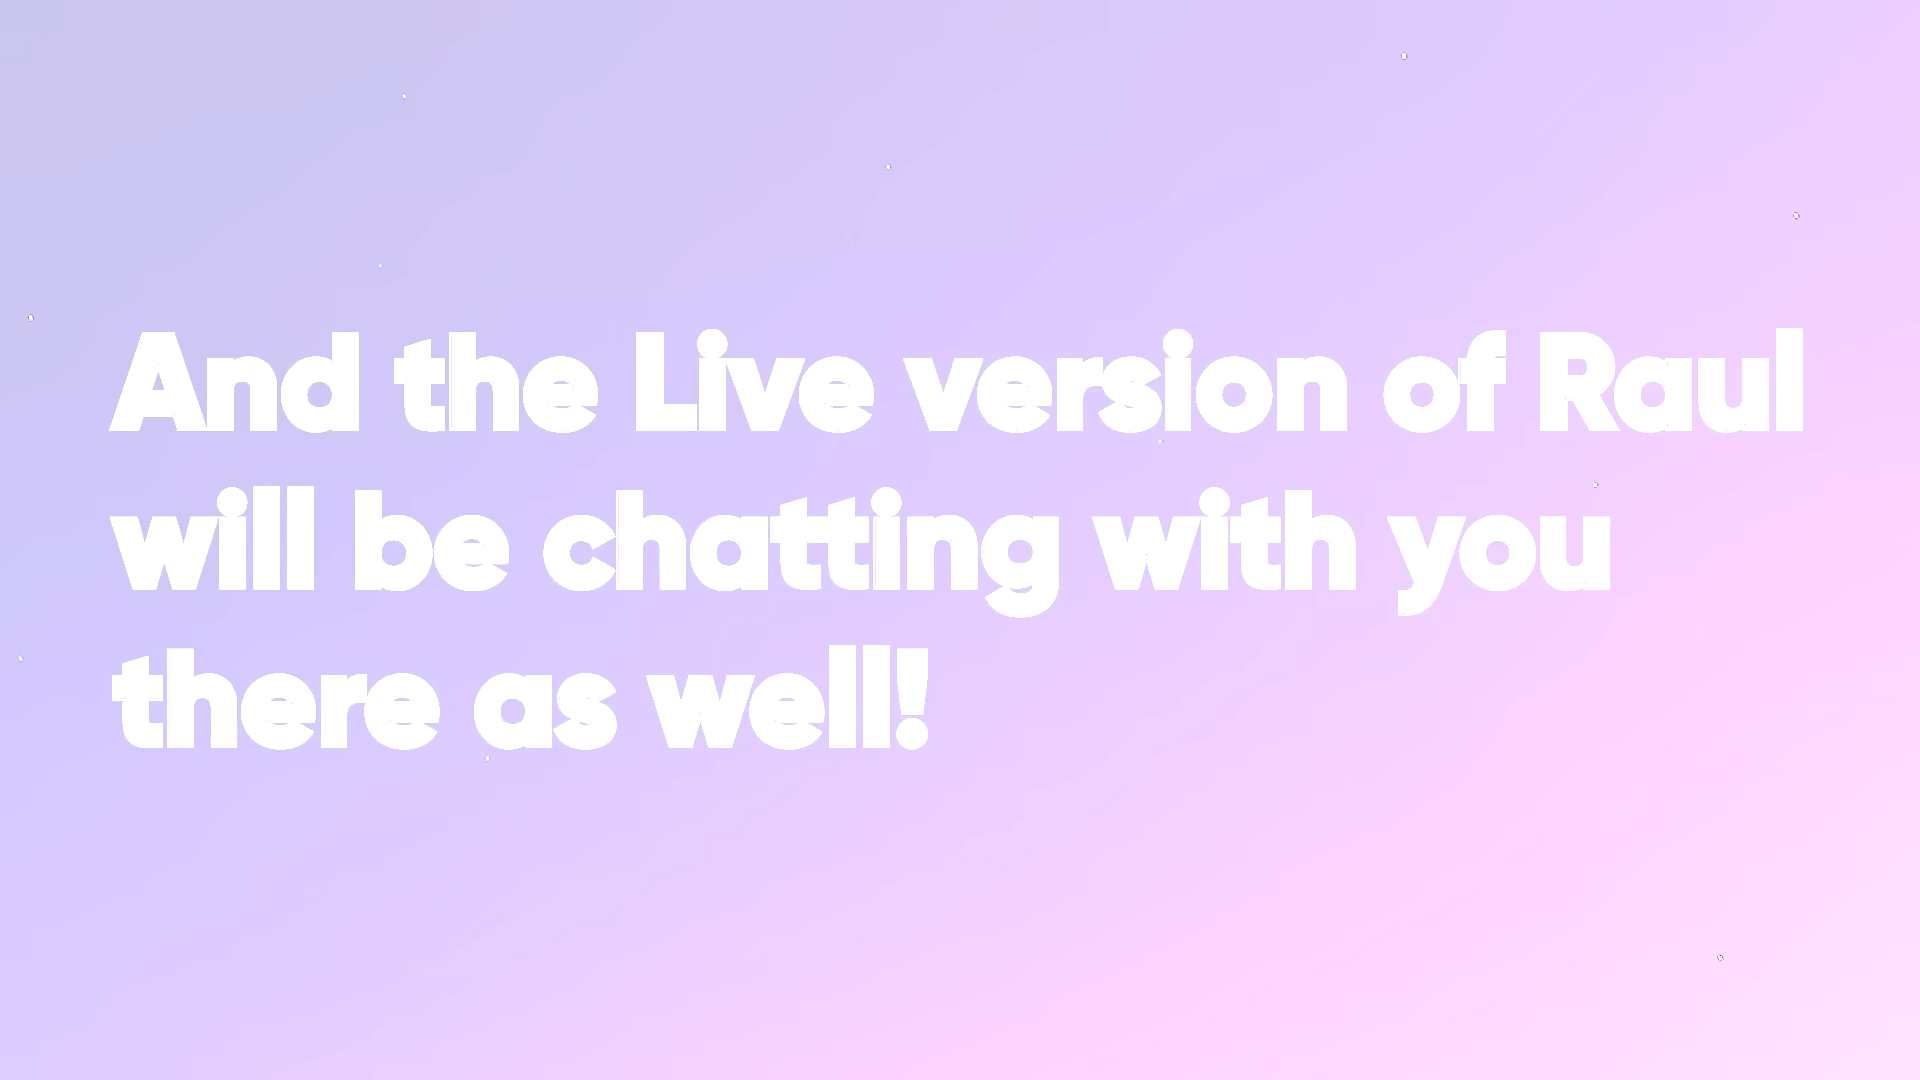 And the Live version of Raul
will be chatting with you
there as well!